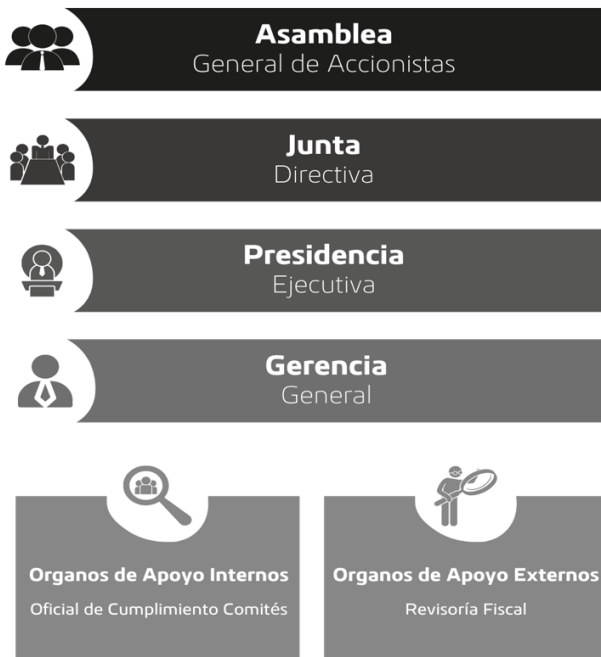 Asamblea
General de Accionistas
Junta
Directiva
Presidencia
Ejecutiva
Gerencia
General
Organos de Apoyo Internos
Oficial de Cumplimiento Comités
Organos de Apoyo Externos
Revisoría Fiscal